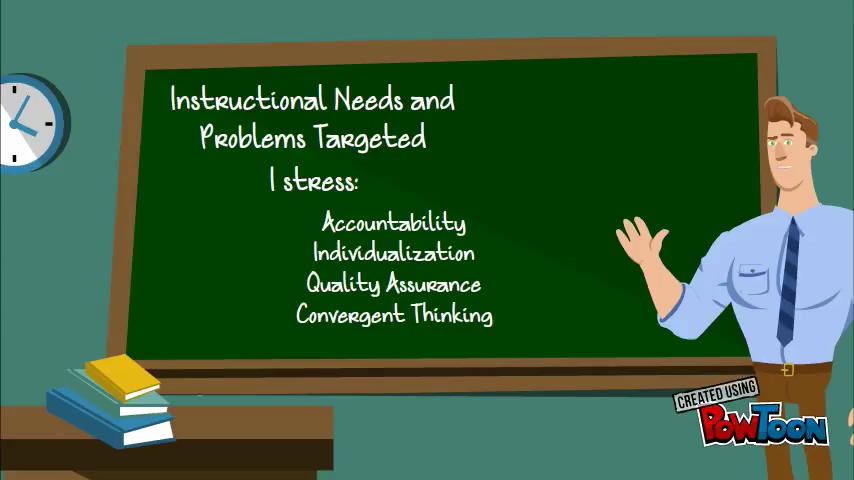 Instructional Needs and
Problems Targeted
I stress:
Accountability
Individualization
Quality Assurance
Convergent Thinking
CREATED USING
POWTOON